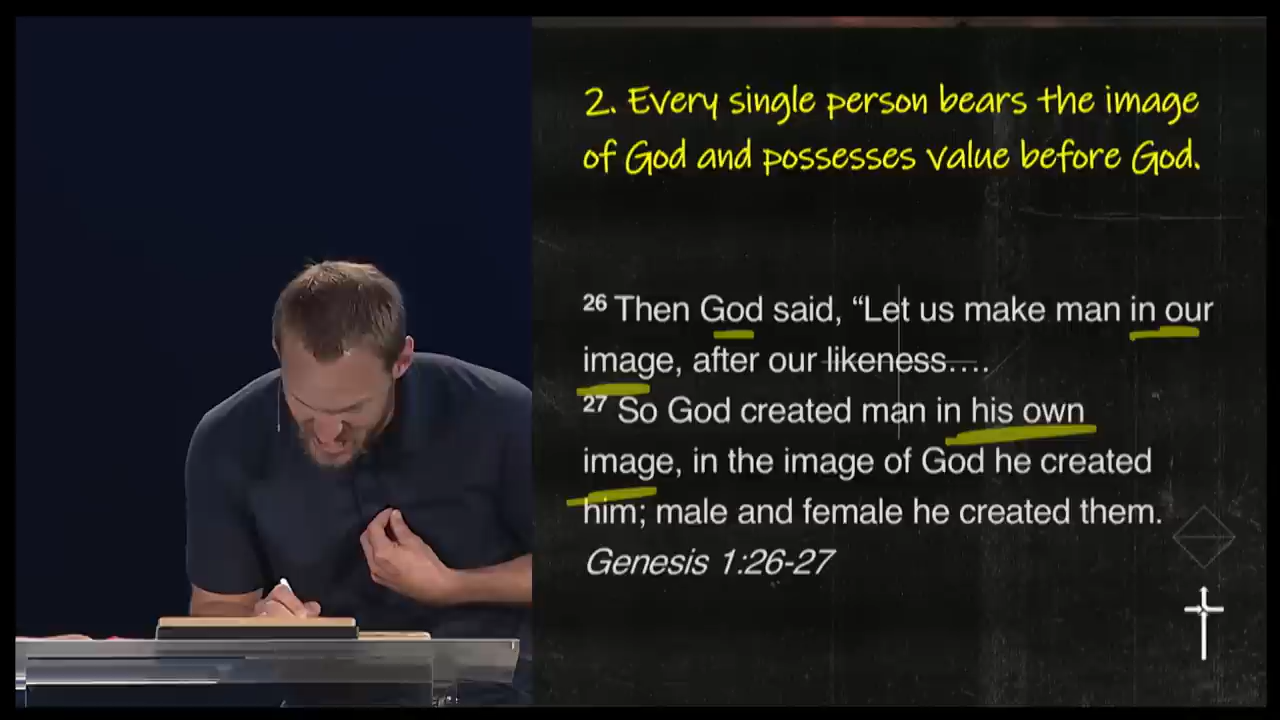 2. Every single person bears the image
of God and possesses value before God.
26 Then God said, “Let us make man in our
image, after our likeness….
27 So God created man in his own
image, in the image of God he created
him; male and female he created them.
Genesis 1:26-27